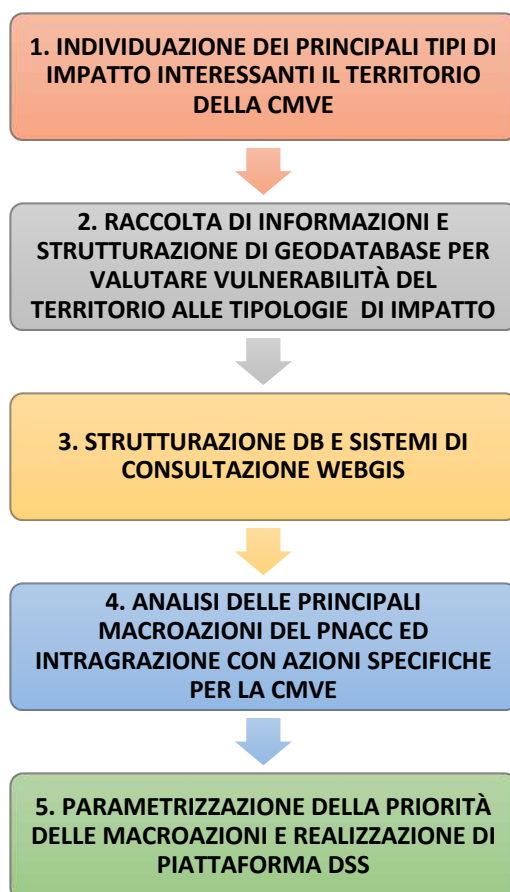 1. INDIVIDUAZIONE DEI PRINCIPALI TIPI DI
IMPATTO INTERESSANTI IL TERRITORIO
DELLA CMVE
2. RACCOLTA DI INFORMAZIONI E
STRUTTURAZIONE DI GEODATABASE PER
VALUTARE VULNERABILITÀ DEL
TERRITORIO ALLE TIPOLOGIE DI IMPATTO
3. STRUTTURAZIONE DB E SISTEMI DI
CONSULTAZIONE WEBGIS
4. ANALISI DELLE PRINCIPALI
MACROAZIONI DEL PNACC ED
INTRAGRAZIONE CON AZIONI SPECIFICHE
PER LA CMVE
5. PARAMETRIZZAZIONE DELLA PRIORITÀ
DELLE MACROAZIONI E REALIZZAZIONE DI
PIATTAFORMA DSS